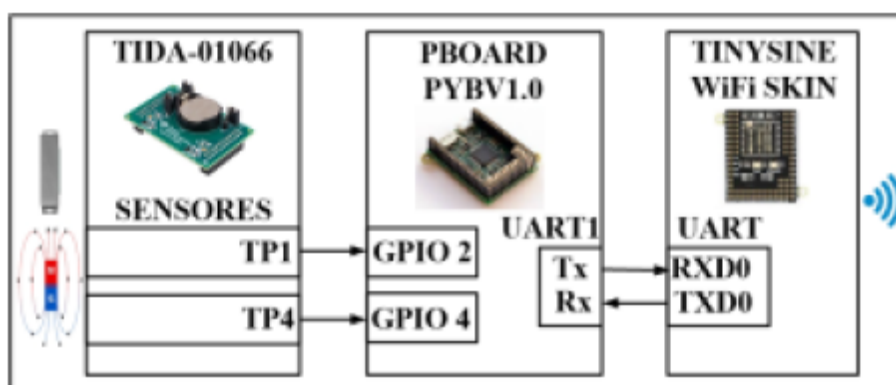 TIDA-01066
SENSORES
TP1
TP4
PBOARD
PYBV1.0
GPIO 2
GPIO 4
UART1
Tx
Rx
TINYSINE
WiFi SKIN
UART
RXD0
TXD0